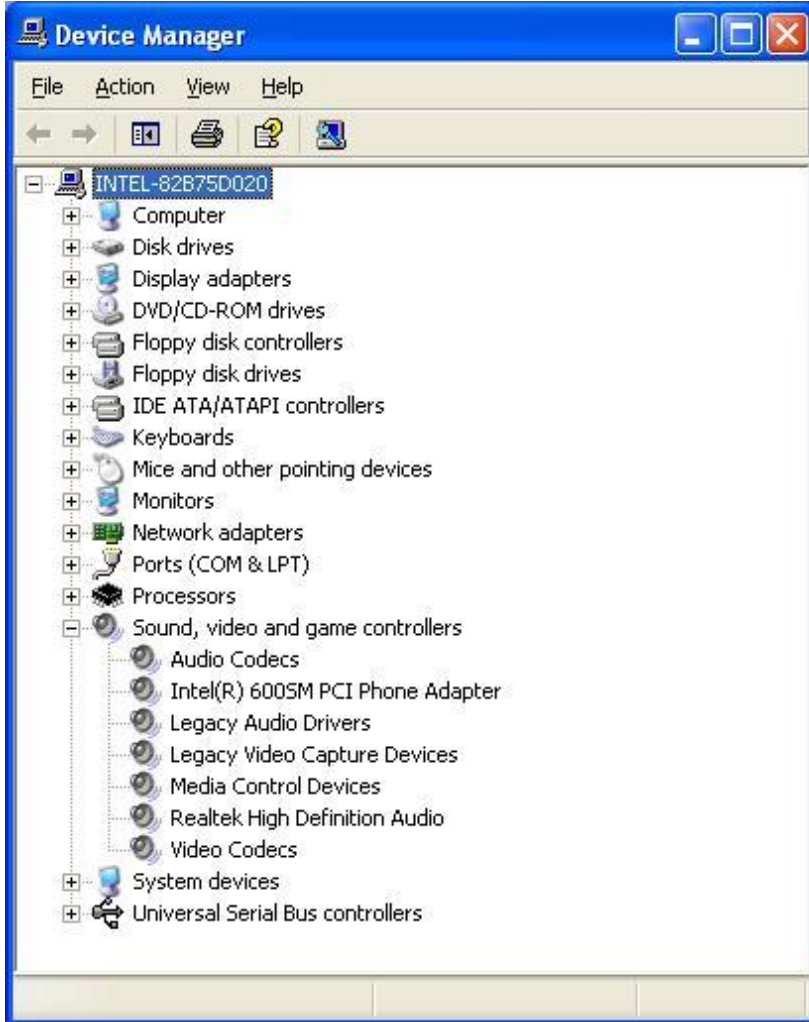 Device Manager
File Action View Help
INTEL-82B75D020
Computer
Disk drives
Display adapters
DVD/CD-ROM drives
Floppy disk controllers
Floppy disk drives
IDE ATA/ATAPI controllers
Keyboards
Mice and other pointing devices
Monitors
Network adapters
Ports (COM & LPT)
Processors
Sound, video and game controllers
Audio Codecs
Intel(R) 600SM PCI Phone Adapter
Legacy Audio Drivers
Legacy Video Capture Devices
Media Control Devices
Realtek High Definition Audio
Video Codecs
System devices
Universal Serial Bus controllers